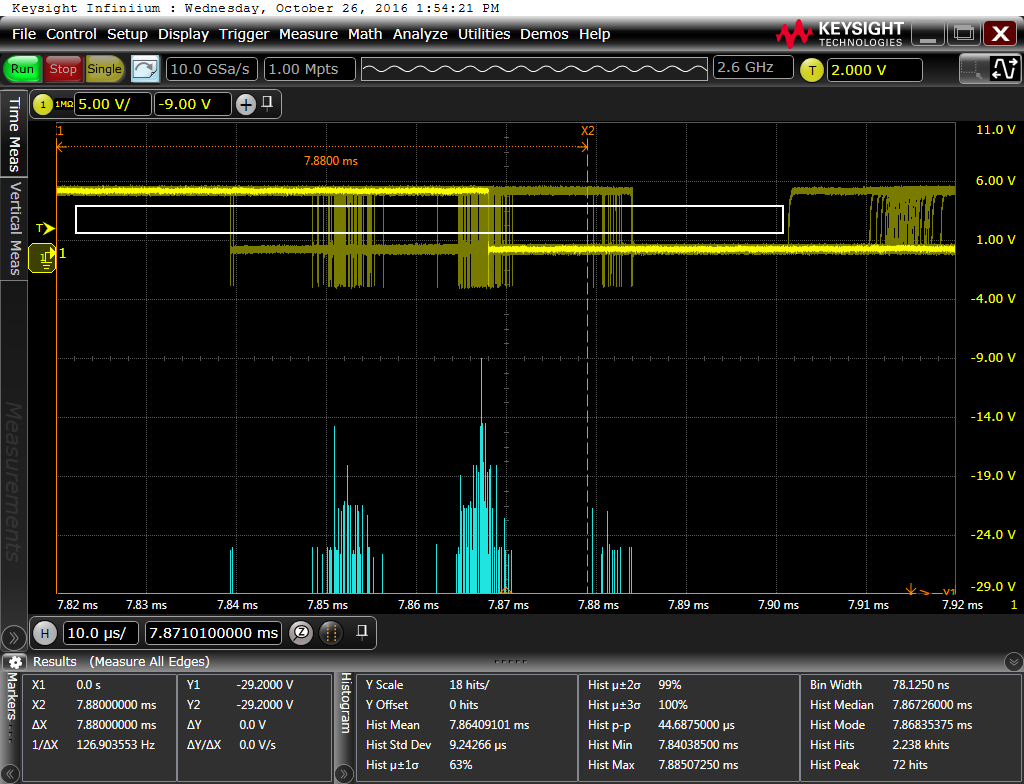 Keysight Infiniium : Wednesday, October 26, 2016 1:54:21 PM
File Control Setup Display Trigger Measure Math Analyze Utilities Demos Help
KEYSIGHT
TECHNOLOGIES
X
Run Stop Single 10.0 GSa/s 1.00 Mpts 2.6 GHz T 2.000 V
1 1MΩ 5.00 V/ -9.00 V +
Time Meas
Vertical Meas
Measurements
1 X2 11.0 V
7.8800 ms
6.00 V
T
1.00 V
1 1
-4.00 V
-9.00 V
-14.0 V
-19.0 V
-24.0 V
-29.0 V
Y1
7.82 ms 7.83 ms 7.84 ms 7.85 ms 7.86 ms 7.87 ms 7.88 ms 7.89 ms 7.90 ms 7.91 ms 7.92 ms 1
H 10.0 µs/ 7.8710100000 ms Z
Results (Measure All Edges)
Markers...
X1 0.0 s
X2 7.88000000 ms
ΔX 7.88000000 ms
1/ΔX 126.903553 Hz
Y1 -29.2000 V
Y2 -29.2000 V
ΔY 0.0 V
ΔY/ΔX 0.0 V/s
Histogram
Y Scale 18 hits/
Y Offset 0 hits
Hist Mean 7.86409101 ms
Hist Std Dev 9.24266 µs
Hist µ±1σ 63%
Hist µ±2σ 99%
Hist µ±3σ 100%
Hist p-p 44.6875000 µs
Hist Min 7.84038500 ms
Hist Max 7.88507250 ms
Bin Width 78.1250 ns
Hist Median 7.86726000 ms
Hist Mode 7.86835375 ms
Hist Hits 2.238 khits
Hist Peak 72 hits